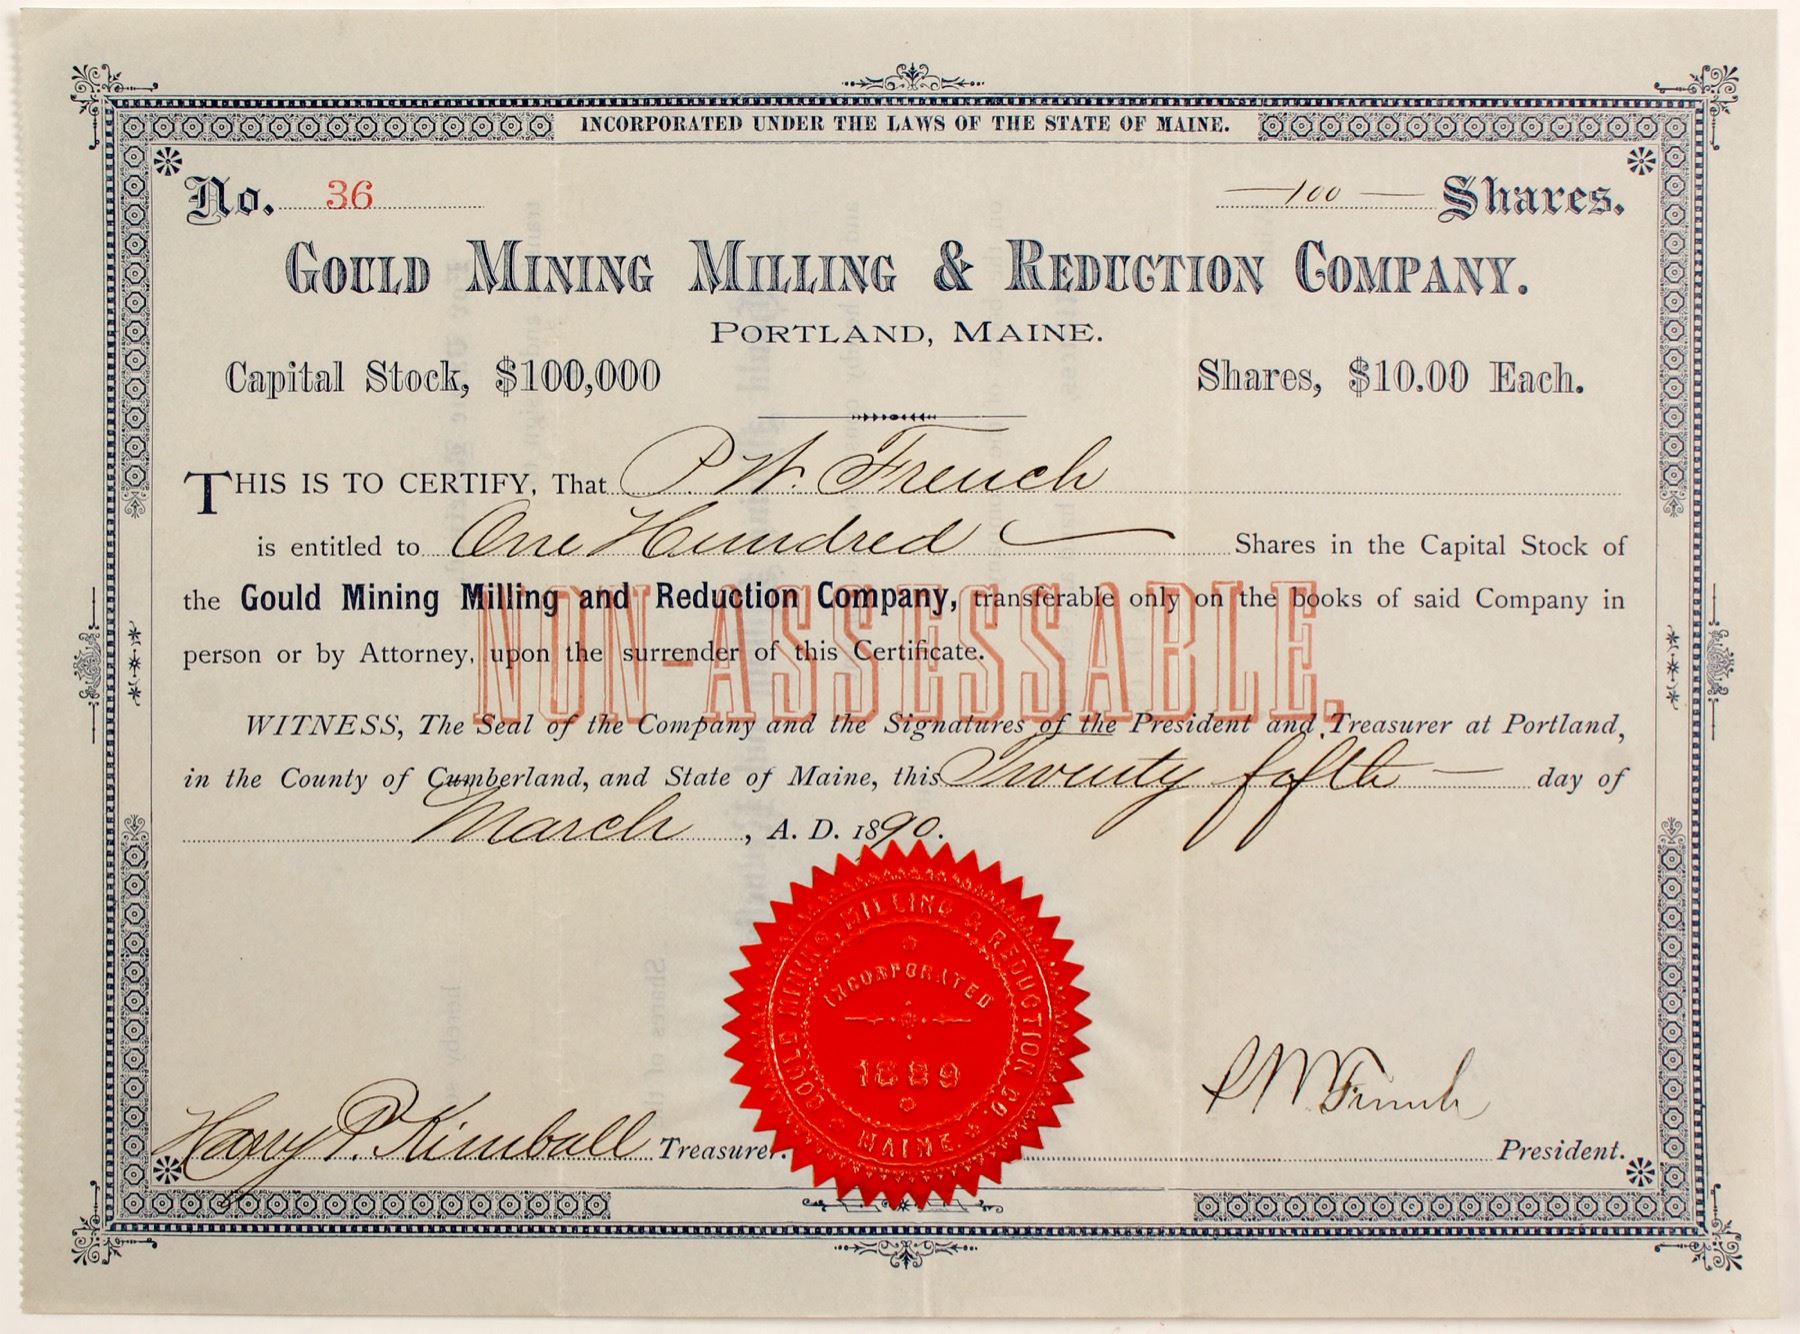 INCORPORATED UNDER THE LAWS OF THE STATE OF MAINE.
No. 36
100 Shares.
GOULD MINING MILLING & REDUCTION COMPANY.
PORTLAND, MAINE.
Capital Stock, $100,000
Shares, $10.00 Each.
THIS IS TO CERTIFY, That P. W. French
is entitled to One Hundred Shares in the Capital Stock of
the Gould Mining Milling and Reduction Company, transferable only on the books of said Company in
person or by Attorney, upon the surrender of this Certificate.
NON-ASSESSABLE.
WITNESS, The Seal of the Company and the Signatures of the President and Treasurer at Portland,
in the County of Cumberland, and State of Maine, this Twenty fifth day of
March, A. D. 1890.
GOULD MINING, MILLING & REDUCTION CO.
INCORPORATED
1889
MAINE
Harry P. Kimball Treasurer.
P W French
President.